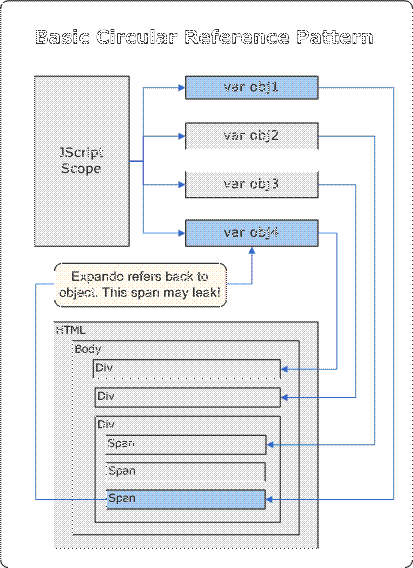 Basic Circular Reference Pattern
JScript
Scope
var obj1
var obj2
var obj3
var obj4
Expando refers back to
object. This span may leak!
HTML
Body
Div
Div
Div
Span
Span
Span